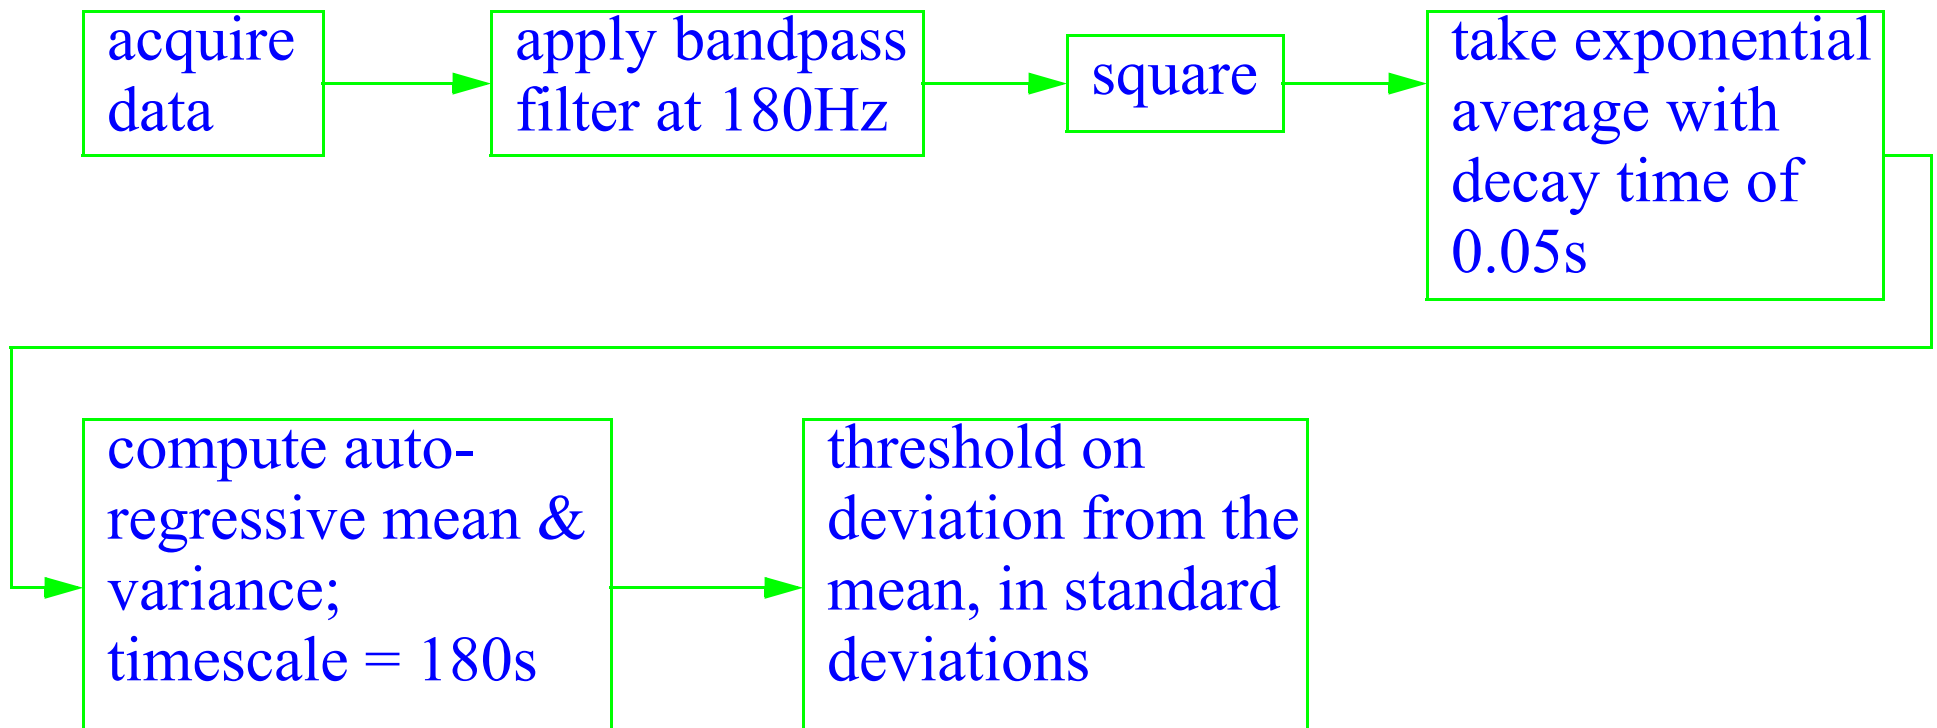 acquire
data
apply bandpass
filter at 180Hz
square
take exponential
average with
decay time of
0.05s
compute auto-
regressive mean &
variance;
timescale = 180s
threshold on
deviation from the
mean, in standard
deviations